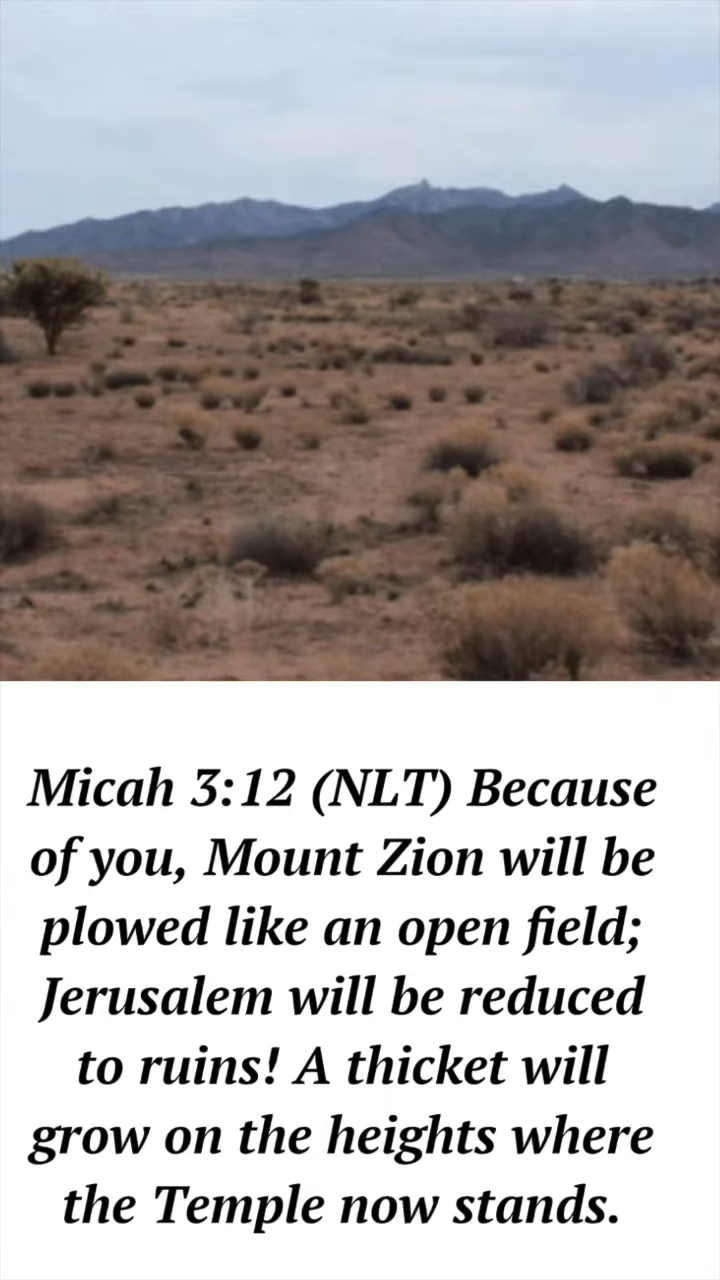 Micah 3:12 (NLT) Because
of you, Mount Zion will be
plowed like an open field;
Jerusalem will be reduced
to ruins! A thicket will
grow on the heights where
the Temple now stands.